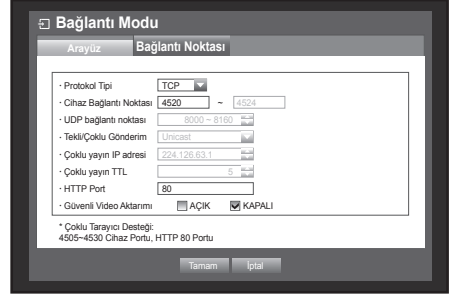 Bağlantı Modu
Arayüz Bağlantı Noktası
· Protokol Tipi TCP
· Cihaz Bağlantı Noktası 4520 ~ 4524
· UDP bağlantı noktası 8000 ~ 8160
· Tekli/Çoklu Gönderim Unicast
· Çoklu yayın IP adresi 224.126.63.1
· Çoklu yayın TTL 5
· HTTP Port 80
· Güvenli Video Aktarımı AÇIK KAPALI
* Çoklu Tarayıcı Desteği:
4505~4530 Cihaz Portu, HTTP 80 Portu
Tamam İptal